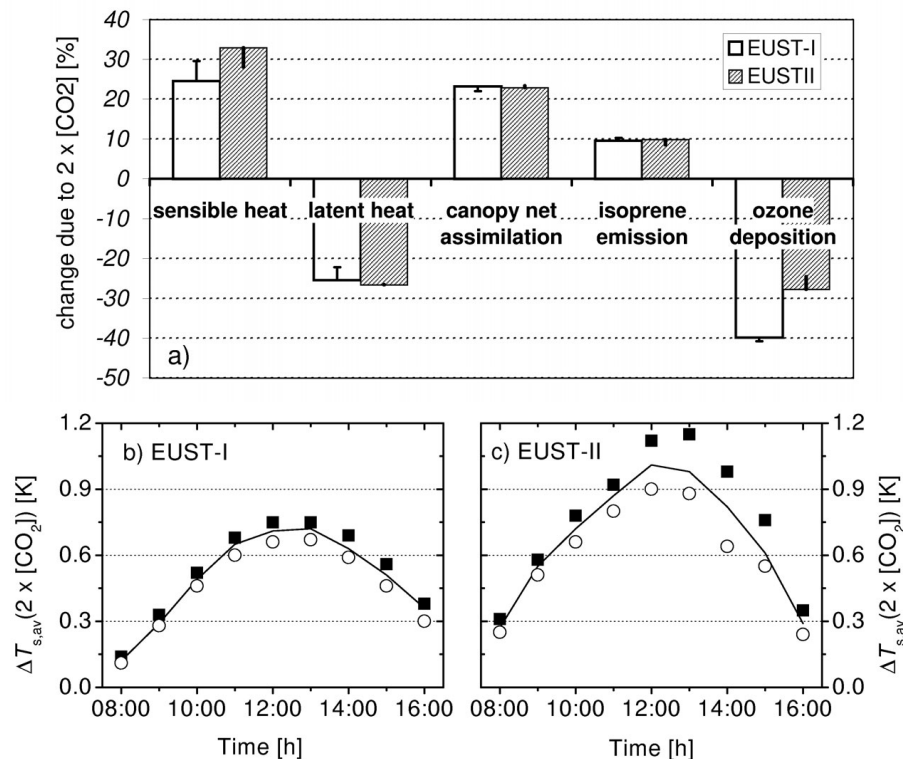 change due to 2 x [CO2] [%]
40
30
20
10
0
-10
-20
-30
-40
-50
EUST-I
EUSTII
sensible heat
latent heat
canopy net
assimilation
isoprene
emission
ozone
deposition
a)
b) EUST-I
ΔT s,av (2 x [CO2]) [K]
1.2
0.9
0.6
0.3
0.0
08:00 10:00 12:00 14:00 16:00
Time [h]
c) EUST-II
1.2
0.9
0.6
0.3
0.0
ΔT s,av (2 x [CO2]) [K]
08:00 10:00 12:00 14:00 16:00
Time [h]